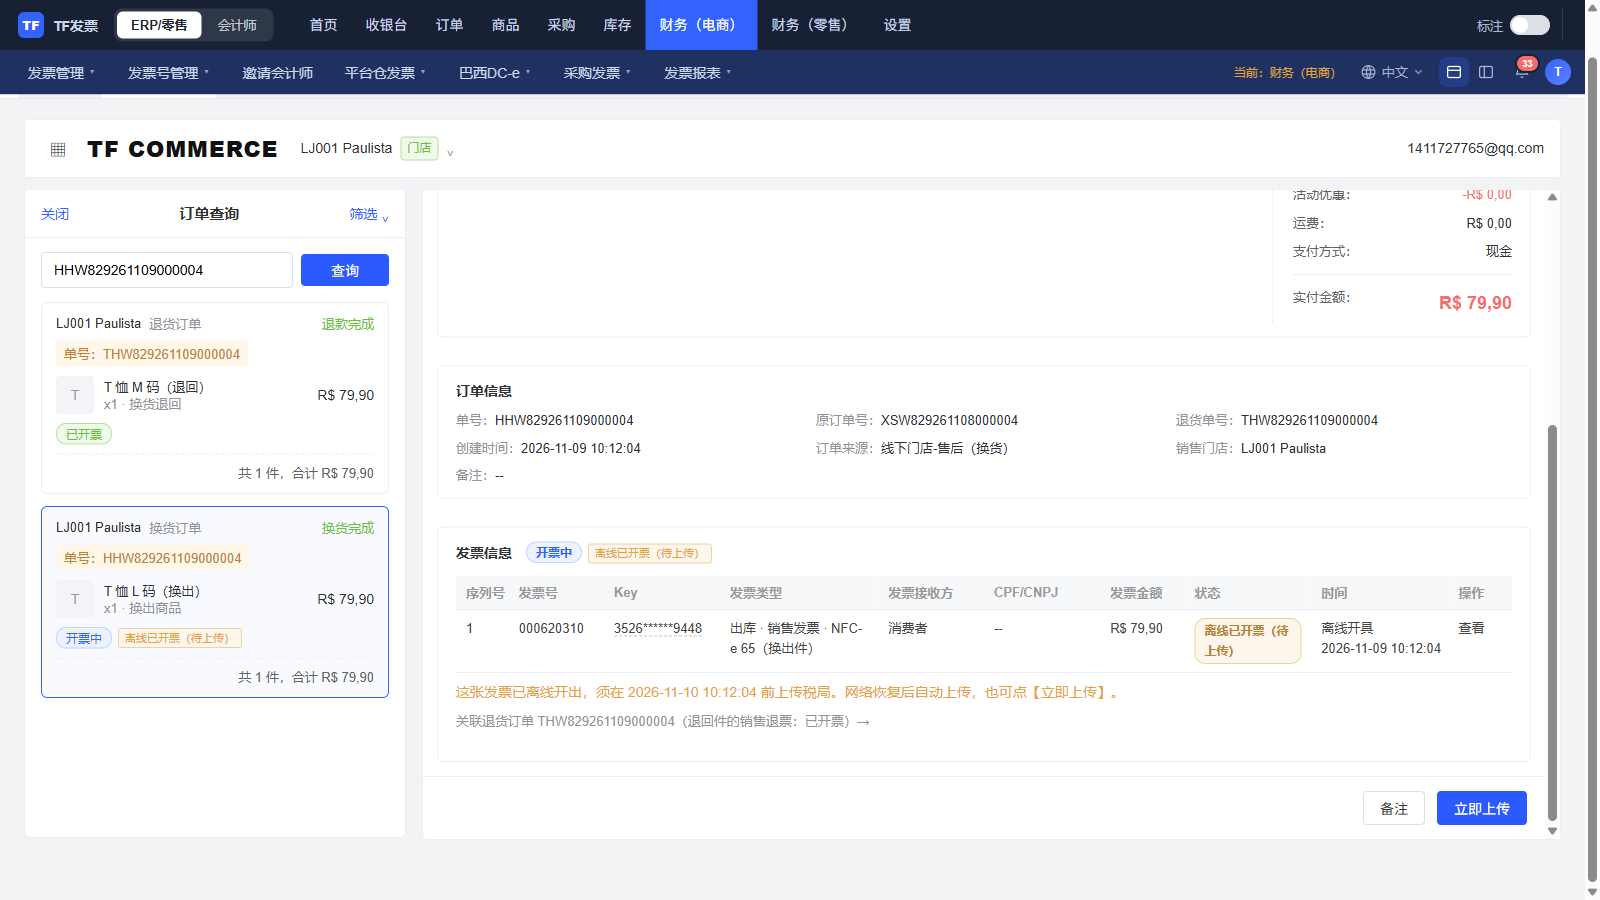 TF TF发票 ERP/零售 会计师 首页 收银台 订单 商品 采购 库存 财务（电商） 财务（零售） 设置 标注
发票管理 发票号管理 邀请会计师 平台仓发票 巴西DC-e 采购发票 发票报表 当前: 财务（电商） 中文 33 T
TF COMMERCE LJ001 Paulista 门店 1411727765@qq.com
关闭 订单查询 筛选
HHW829261109000004 查询
LJ001 Paulista 退货订单 退款完成
单号: THW829261109000004
T T 恤 M 码（退回） R$ 79,90
x1 · 换货退回
已开票
共 1 件，合计 R$ 79,90
LJ001 Paulista 换货订单 换货完成
单号: HHW829261109000004
T T 恤 L 码（换出） R$ 79,90
x1 · 换出商品
开票中 离线已开票（待上传）
共 1 件，合计 R$ 79,90
活动优惠: -R$ 0,00
运费: R$ 0,00
支付方式: 现金
实付金额: R$ 79,90
订单信息
单号: HHW829261109000004 原订单号: XSW829261108000004 退货单号: THW829261109000004
创建时间: 2026-11-09 10:12:04 订单来源: 线下门店-售后（换货） 销售门店: LJ001 Paulista
备注: --
发票信息 开票中 离线已开票（待上传）
序列号 发票号 Key 发票类型 发票接收方 CPF/CNPJ 发票金额 状态 时间 操作
1 000620310 3526******9448 出库 · 销售发票 · NFC-e 65（换出件） 消费者 -- R$ 79,90 离线已开票（待上传） 离线开具 2026-11-09 10:12:04 查看
这张发票已离线开出，须在 2026-11-10 10:12:04 前上传税局。网络恢复后自动上传，也可点【立即上传】。
关联退货订单 THW829261109000004（退回件的销售退票：已开票）→
备注 立即上传